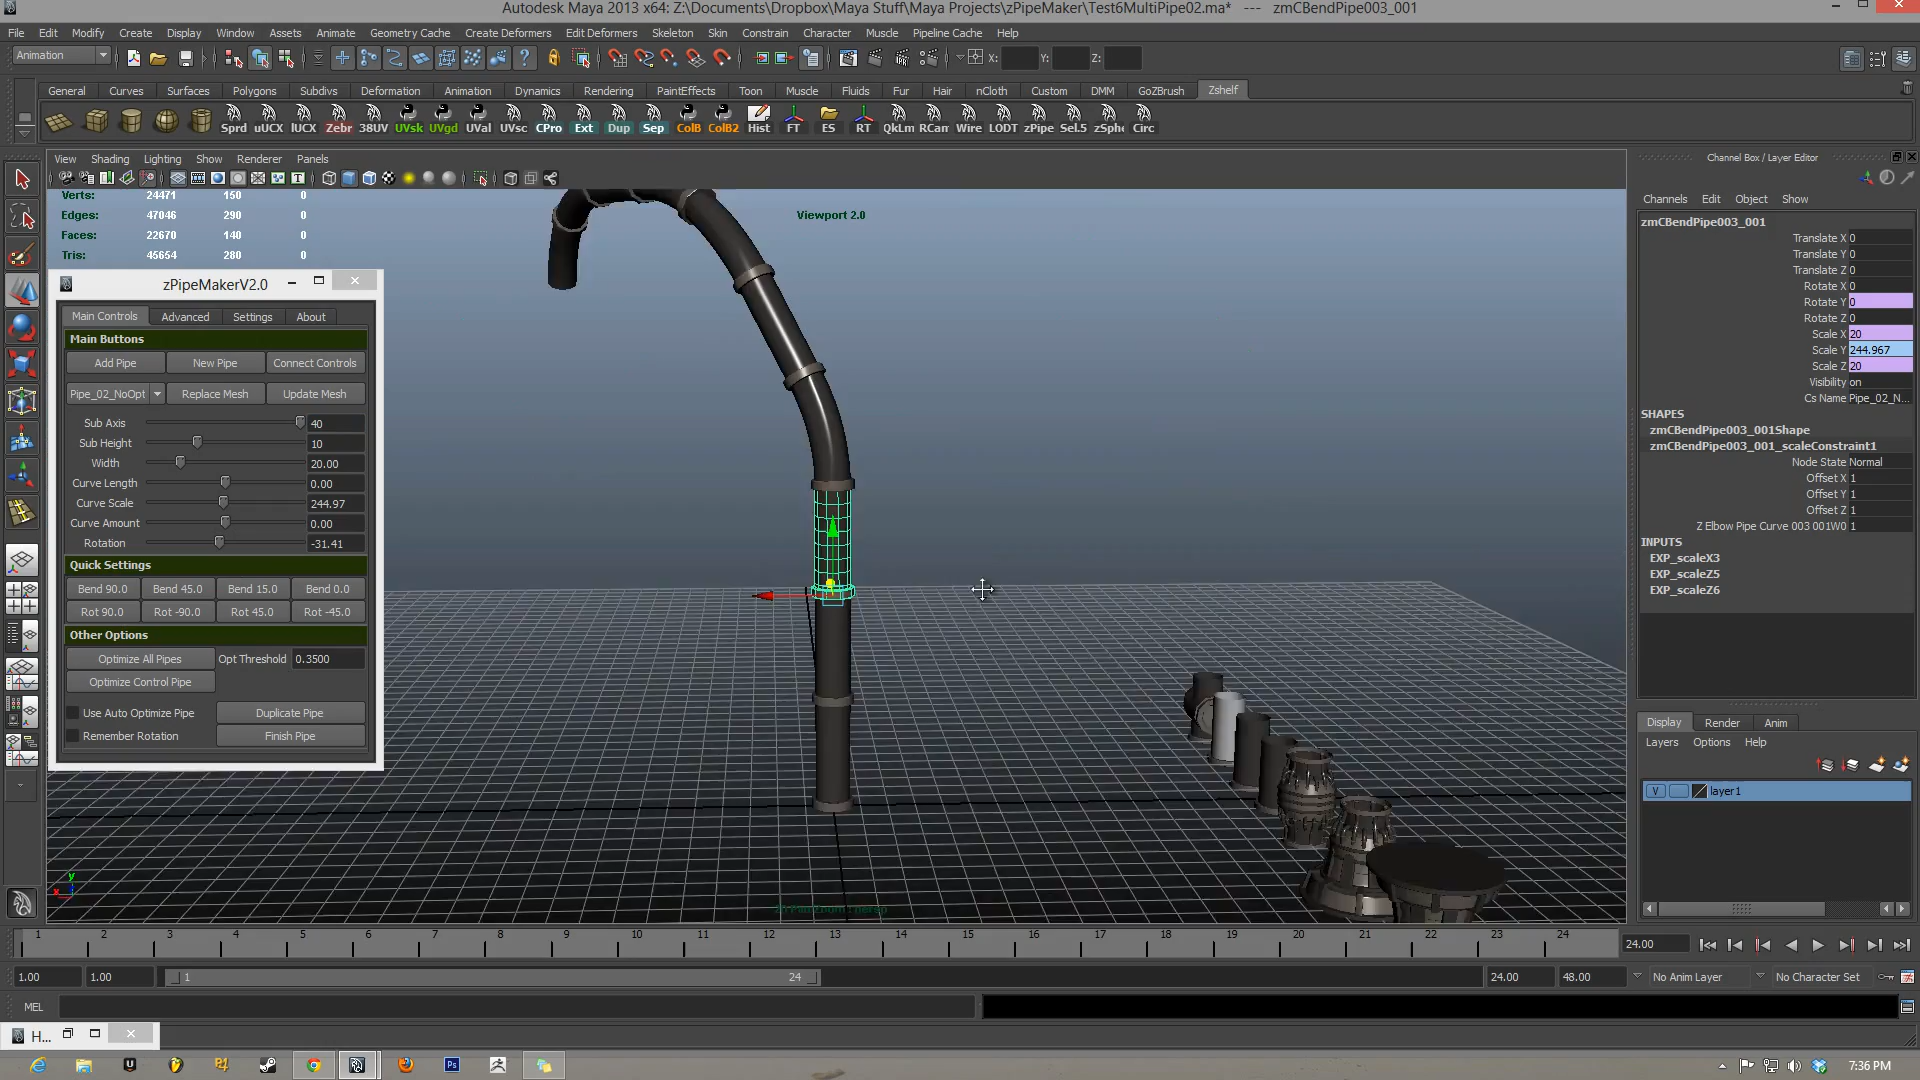 Autodesk Maya 2013 x64: Z:\Documents\Dropbox\Maya Stuff\Maya Projects\zPipeMaker\Test6MultiPipe02.ma* --- zmCBendPipe003_001
File Edit Modify Create Display Window Assets Animate Geometry Cache Create Deformers Edit Deformers Skeleton Skin Constrain Character Muscle Pipeline Cache Help
Animation X: Y: Z:
General Curves Surfaces Polygons Subdivs Deformation Animation Dynamics Rendering PaintEffects Toon Muscle Fluids Fur Hair nCloth Custom DMM GoZBrush Zshelf
Sprd uUCX lUCX Zebr 38UV UVsk UVgd UVal UVsc CPro Ext Dup Sep ColB ColB2 Hist FT ES RT QkLm RCam Wire LODT zPipe Sel.5 zSphe Circ
View Shading Lighting Show Renderer Panels
Verts: 24471 150 0
Edges: 47046 290 0
Faces: 22670 140 0
Tris: 45654 280 0
Viewport 2.0
zPipeMakerV2.0
Main Controls Advanced Settings About
Main Buttons
Add Pipe New Pipe Connect Controls
Pipe_02_NoOpt Replace Mesh Update Mesh
Sub Axis 40
Sub Height 10
Width 20.00
Curve Length 0.00
Curve Scale 244.97
Curve Amount 0.00
Rotation -31.41
Quick Settings
Bend 90.0 Bend 45.0 Bend 15.0 Bend 0.0
Rot 90.0 Rot -90.0 Rot 45.0 Rot -45.0
Other Options
Optimize All Pipes Opt Threshold 0.3500
Optimize Control Pipe
Use Auto Optimize Pipe Duplicate Pipe
Remember Rotation Finish Pipe
y
x
Channel Box / Layer Editor
Channels Edit Object Show
zmCBendPipe003_001
Translate X 0
Translate Y 0
Translate Z 0
Rotate X 0
Rotate Y 0
Rotate Z 0
Scale X 20
Scale Y 244.967
Scale Z 20
Visibility on
Cs Name Pipe_02_N...
SHAPES
zmCBendPipe003_001Shape
zmCBendPipe003_001_scaleConstraint1
Node State Normal
Offset X 1
Offset Y 1
Offset Z 1
Z Elbow Pipe Curve 003 001W0 1
INPUTS
EXP_scaleX3
EXP_scaleZ5
EXP_scaleZ6
Display Render Anim
Layers Options Help
V layer1
1 2 3 4 5 6 7 8 9 10 11 12 13 14 15 16 17 18 19 20 21 22 23 24 24.00
1.00 1.00 1 24 24.00 48.00 No Anim Layer No Character Set
MEL
H...
7:36 PM